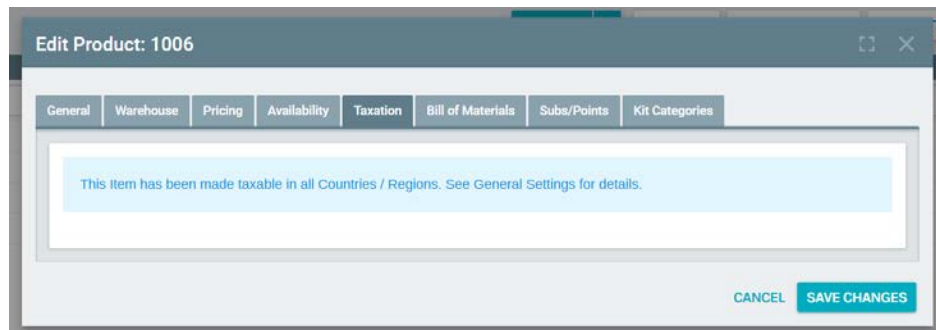 Edit Product: 1006
General Warehouse Pricing Availability Taxation Bill of Materials Subs/Points Kit Categories
This Item has been made taxable in all Countries / Regions. See General Settings for details.
CANCEL SAVE CHANGES